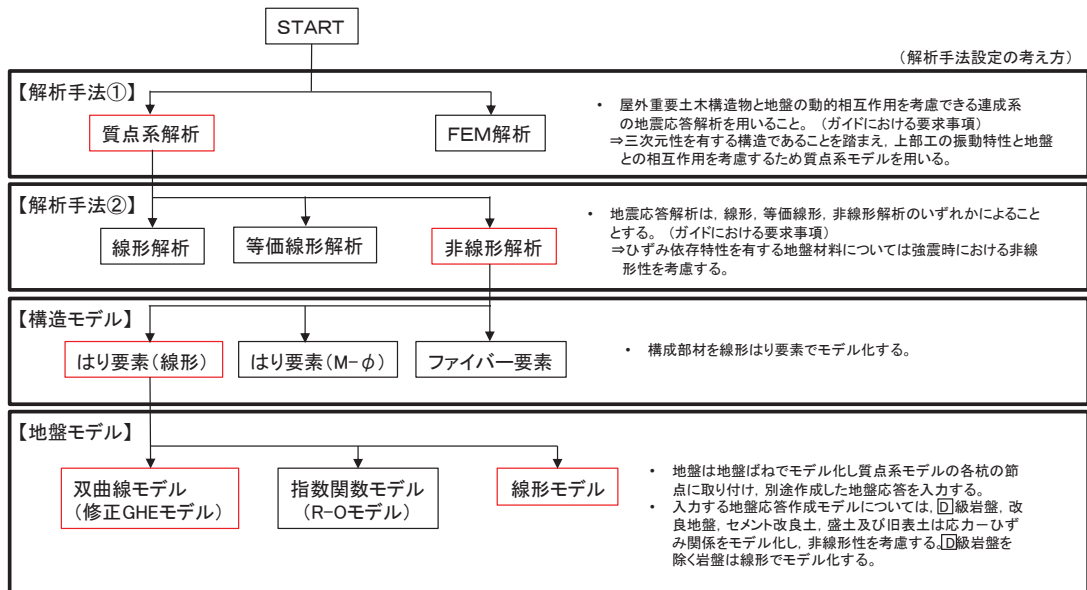 START
(解析手法設定の考え方)
【解析手法①】
質点系解析
FEM解析
・ 屋外重要土木構造物と地盤の動的相互作用を考慮できる連成系
の地震応答解析を用いること。(ガイドにおける要求事項)
⇒三次元性を有する構造であることを踏まえ,上部工の振動特性と地盤
との相互作用を考慮するため質点系モデルを用いる。
【解析手法②】
線形解析
等価線形解析
非線形解析
・ 地震応答解析は,線形,等価線形,非線形解析のいずれかによること
とする。(ガイドにおける要求事項)
⇒ひずみ依存特性を有する地盤材料については強震時における非線
形性を考慮する。
【構造モデル】
はり要素(線形)
はり要素(M-φ)
ファイバー要素
・ 構成部材を線形はり要素でモデル化する。
【地盤モデル】
双曲線モデル
(修正GHEモデル)
指数関数モデル
(R-Oモデル)
線形モデル
・ 地盤は地盤ばねでモデル化し質点系モデルの各杭の節
点に取り付け,別途作成した地盤応答を入力する。
・ 入力する地盤応答作成モデルについては,D級岩盤,改
良地盤,セメント改良土,盛土及び旧表土は応力ーひず
み関係をモデル化し,非線形性を考慮する。D級岩盤を
除く岩盤は線形でモデル化する。